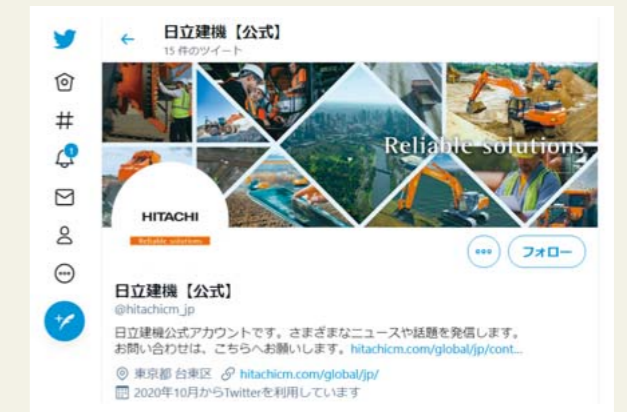 日立建機【公式】
15 件のツイート
Reliable solutions
HITACHI
Reliable solutions
フォロー
日立建機【公式】
@hitachicm_jp
日立建機公式アカウントです。さまざまなニュースや話題を発信します。
お問い合わせは、こちらへお願いします。hitachicm.com/global/jp/cont...
東京都 台東区 hitachicm.com/global/jp/
2020年10月からTwitterを利用しています